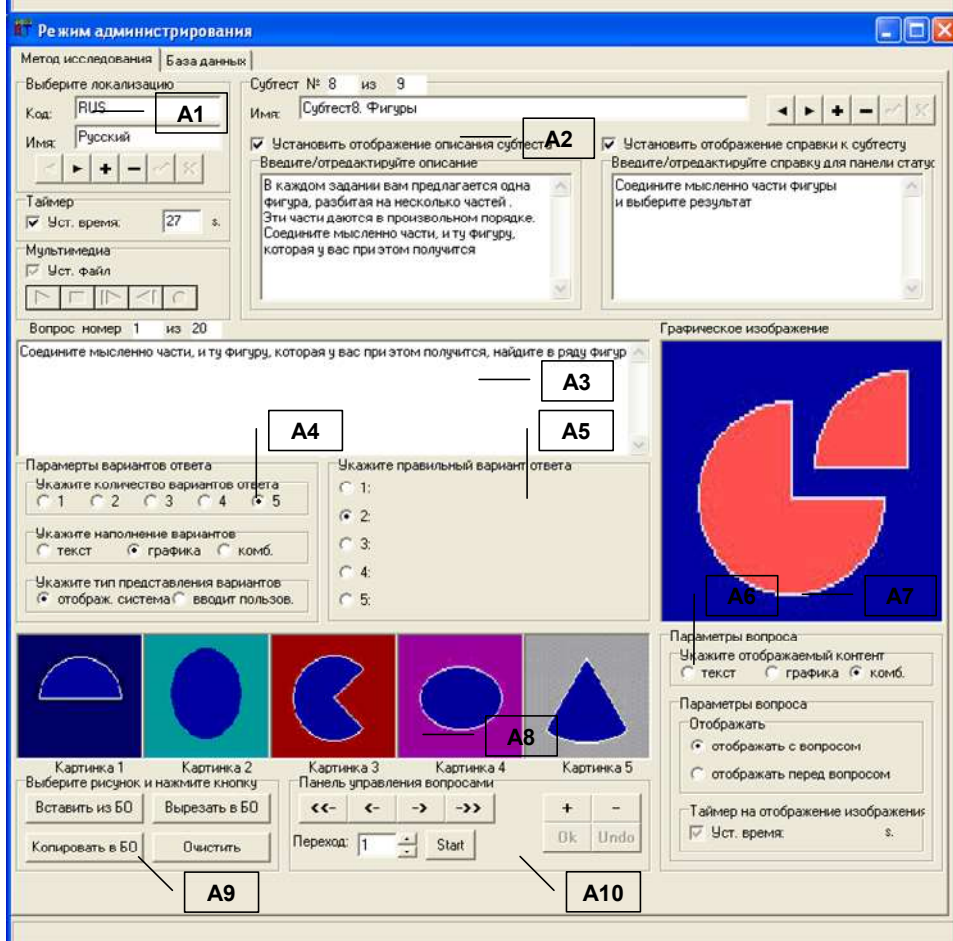 Режим администрирования
Метод исследования База данных
Выберите локализацию
Код: RUS
A1
Имя: Русский
Субтест № 8 из 9
Имя: Субтест8. Фигуры
A2
Установить отображение описания субтеста
Установить отображение справки к субтесту
Введите/отредактируйте описание
Введите/отредактируйте справку для панели статус
В каждом задании вам предлагается одна
фигура, разбитая на несколько частей .
Эти части даются в произвольном порядке.
Соедините мысленно части, и ту фигуру,
которая у вас при этом получится
Соедините мысленно части фигуры
и выберите результат
Таймер
Уст. время: 27 s.
Мультимедиа
Уст. файл
Вопрос номер 1 из 20
Соедините мысленно части, и ту фигуру, которая у вас при этом получится, найдите в ряду фигур
A3
A4
A5
Графическое изображение
Парамерты вариантов ответа
Укажите количество вариантов ответа
1 2 3 4 5
Укажите наполнение вариантов
текст графика комб.
Укажите тип представления вариантов
отображ. система вводит пользов.
Укажите правильный вариант ответа
1:
2:
3:
4:
5:
A6
A7
Параметры вопроса
Укажите отображаемый контент
текст графика комб.
Параметры вопроса
Отображать
отображать с вопросом
отображать перед вопросом
Таймер на отображение изображения
Уст. время: s.
A8
Картинка 1 Картинка 2 Картинка 3 Картинка 4 Картинка 5
Выберите рисунок и нажмите кнопку
Вставить из БО Вырезать в БО
Копировать в БО Очистить
A9
Панель управления вопросами
<<- <- -> ->> + -
Переход: 1 Start Ok Undo
A10